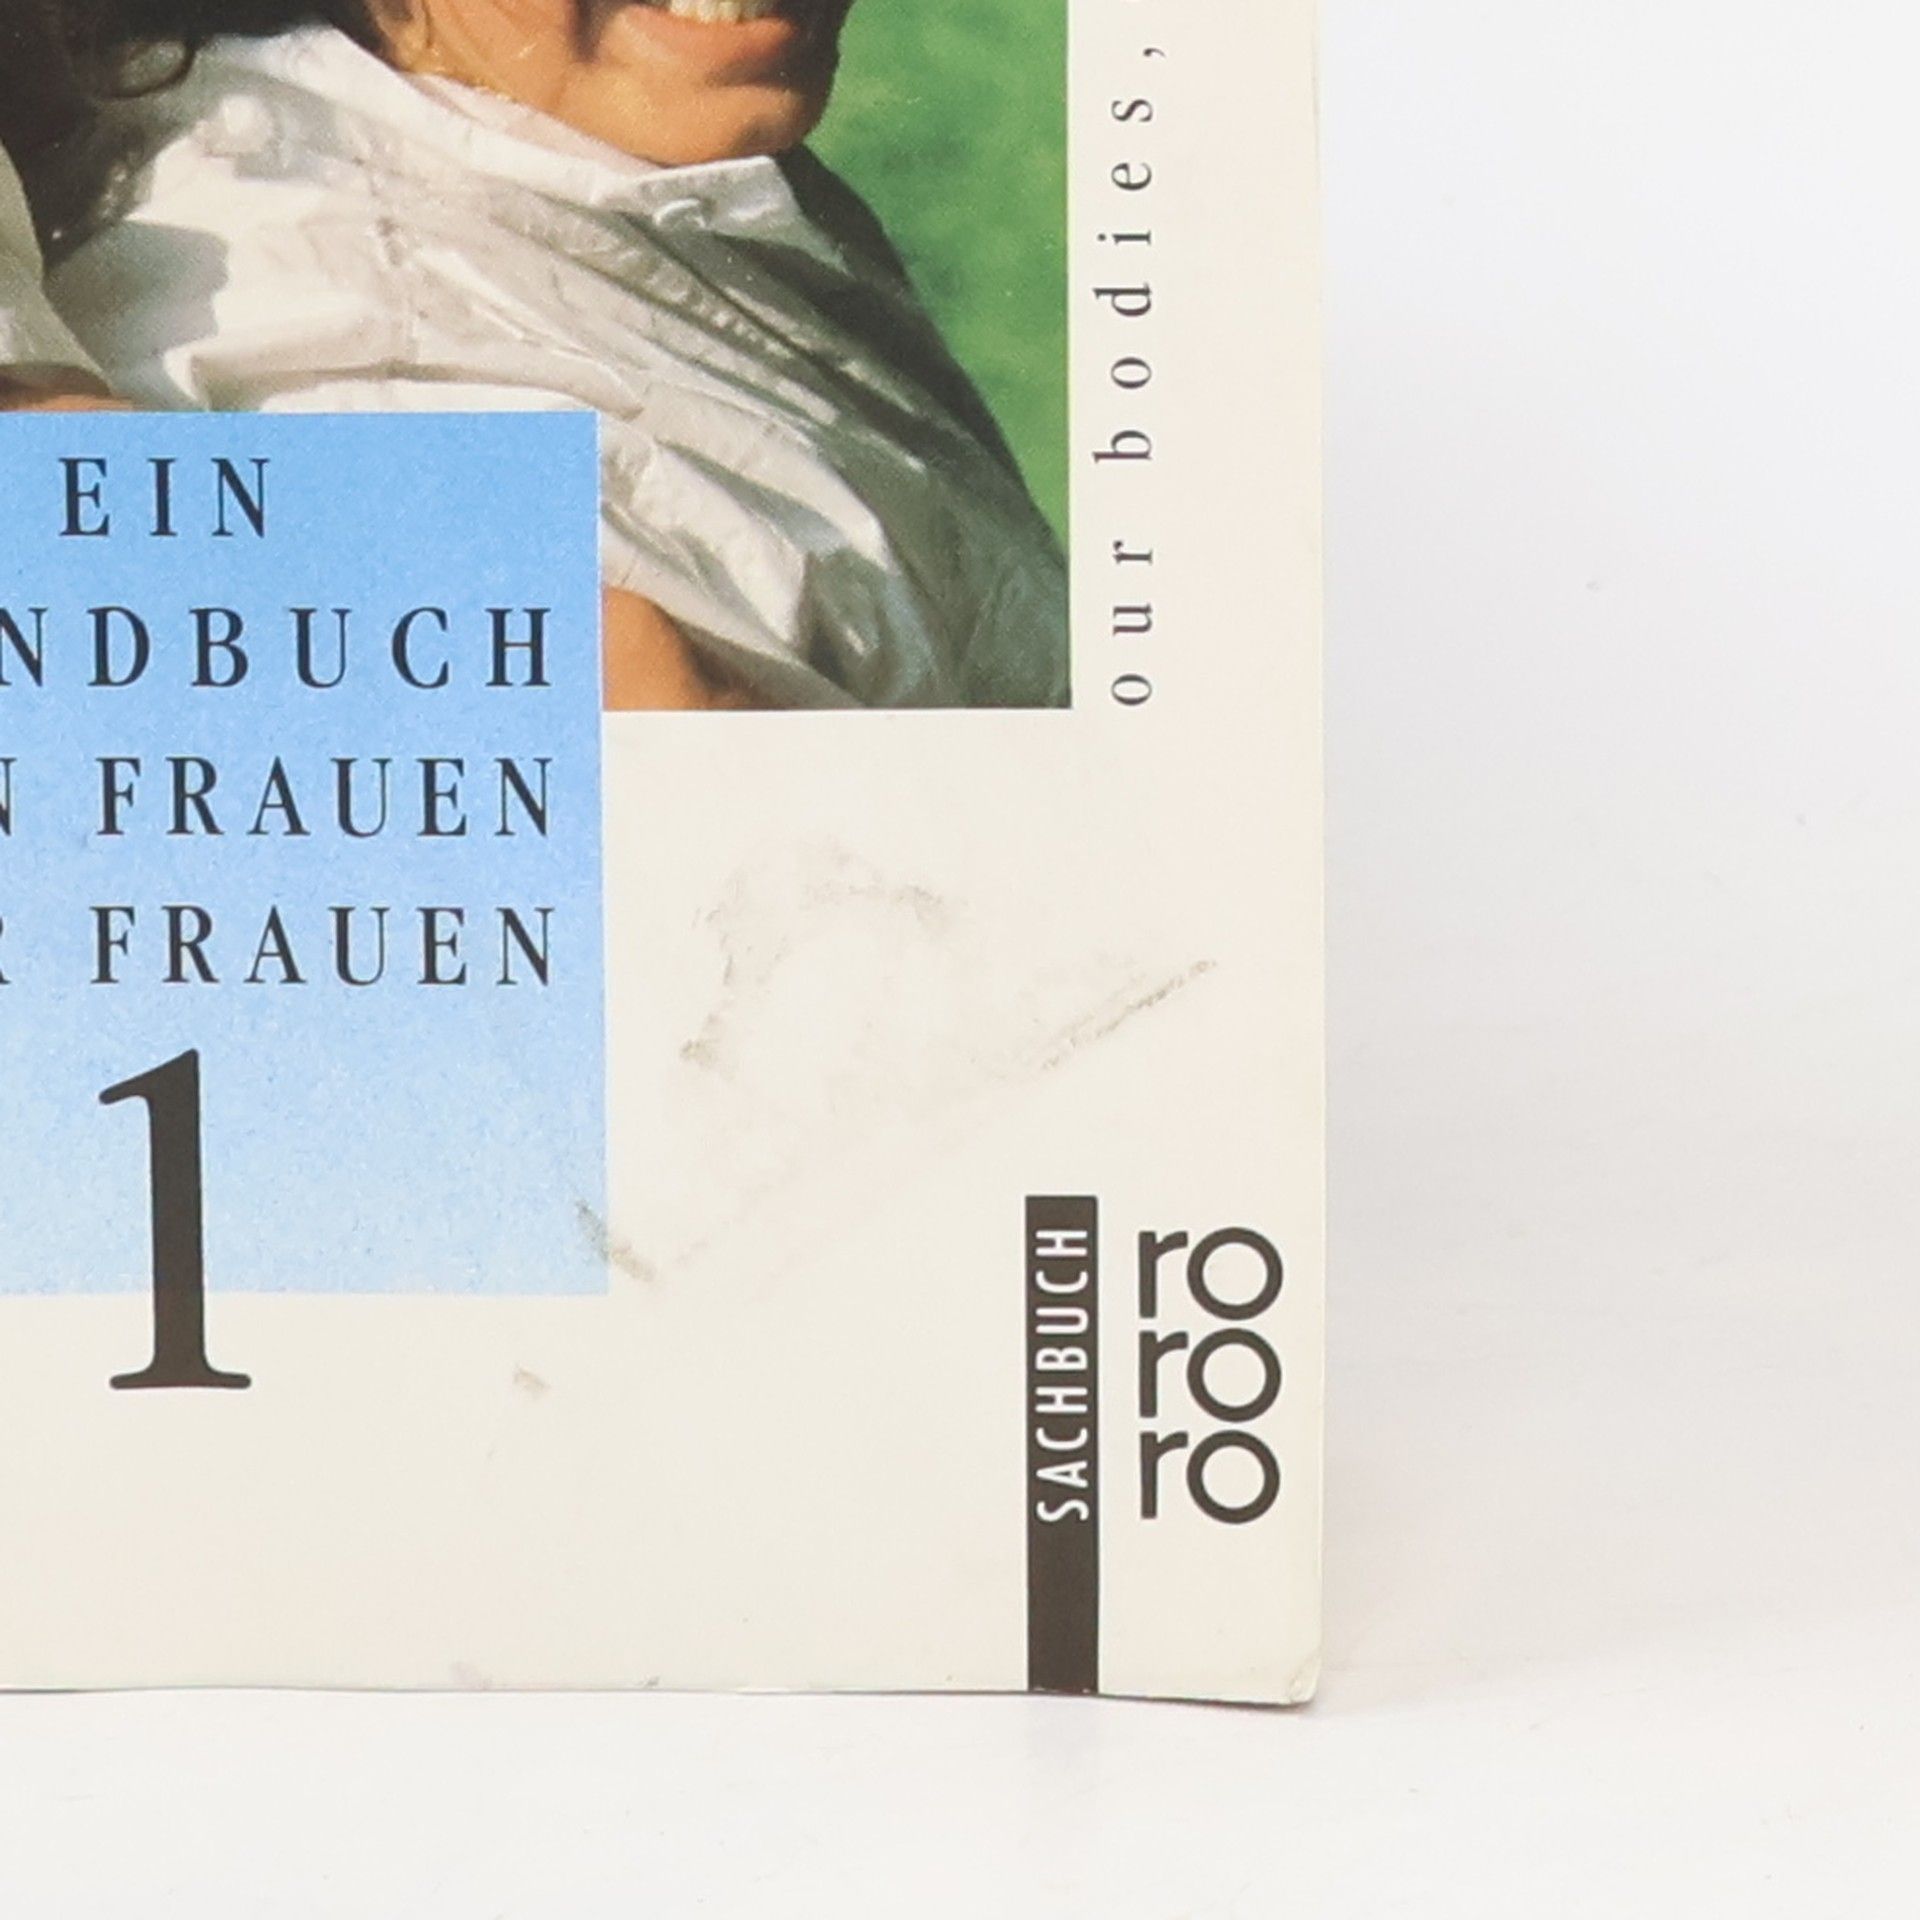 our bodies,
EIN
NDBUCH
N FRAUEN
R FRAUEN
1
SACHBUCH
ro
ro
ro